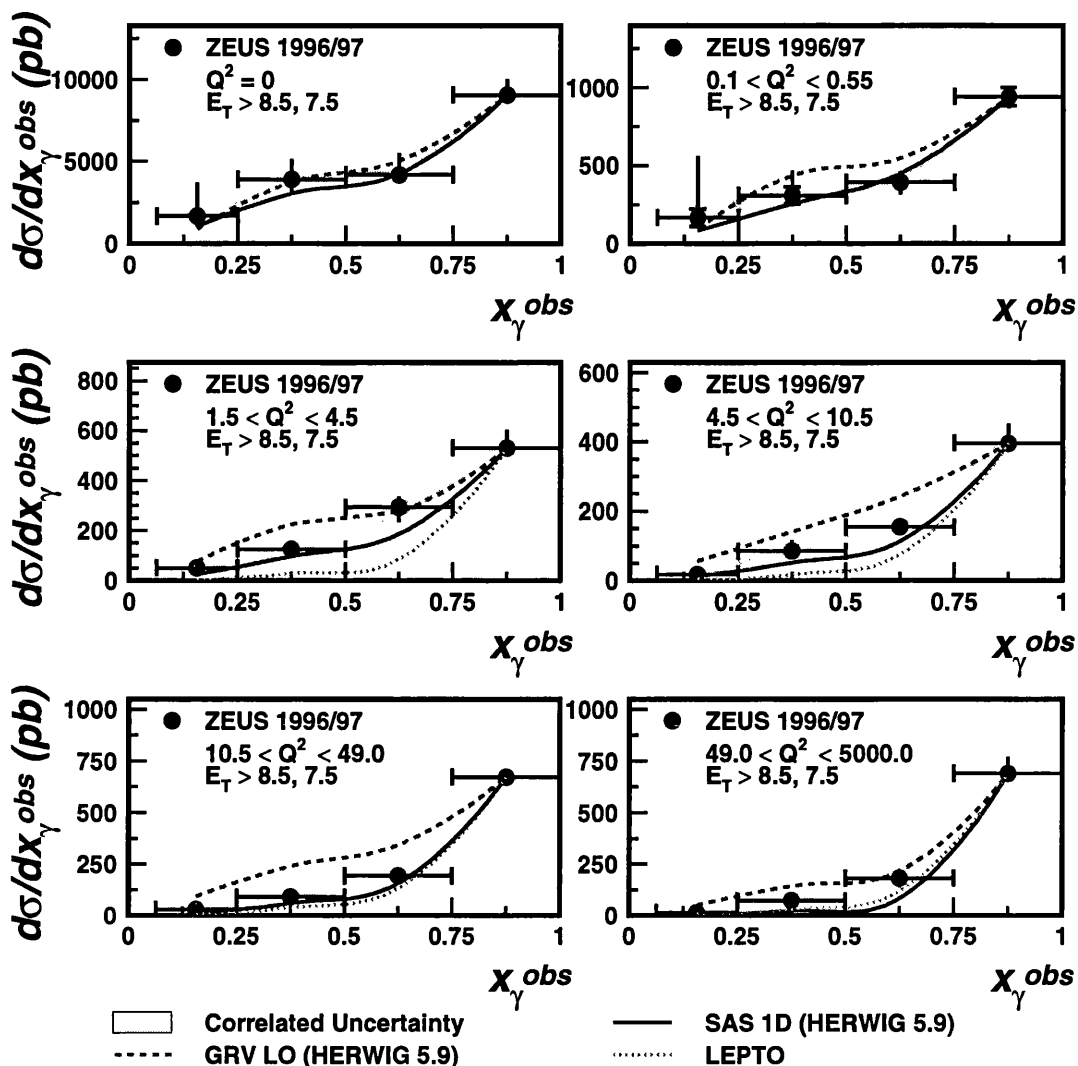 dσ/dxγ^obs (pb)
ZEUS 1996/97
Q² = 0
E_T > 8.5, 7.5
10000
5000
0
0 0.25 0.5 0.75 1
xγ^obs
ZEUS 1996/97
0.1 < Q² < 0.55
E_T > 8.5, 7.5
1000
500
0
0 0.25 0.5 0.75 1
xγ^obs
dσ/dxγ^obs (pb)
ZEUS 1996/97
1.5 < Q² < 4.5
E_T > 8.5, 7.5
800
600
400
200
0
0 0.25 0.5 0.75 1
xγ^obs
ZEUS 1996/97
4.5 < Q² < 10.5
E_T > 8.5, 7.5
600
400
200
0
0 0.25 0.5 0.75 1
xγ^obs
dσ/dxγ^obs (pb)
ZEUS 1996/97
10.5 < Q² < 49.0
E_T > 8.5, 7.5
1000
750
500
250
0
0 0.25 0.5 0.75 1
xγ^obs
ZEUS 1996/97
49.0 < Q² < 5000.0
E_T > 8.5, 7.5
1000
750
500
250
0
0 0.25 0.5 0.75 1
xγ^obs
Correlated Uncertainty
SAS 1D (HERWIG 5.9)
GRV LO (HERWIG 5.9)
LEPTO